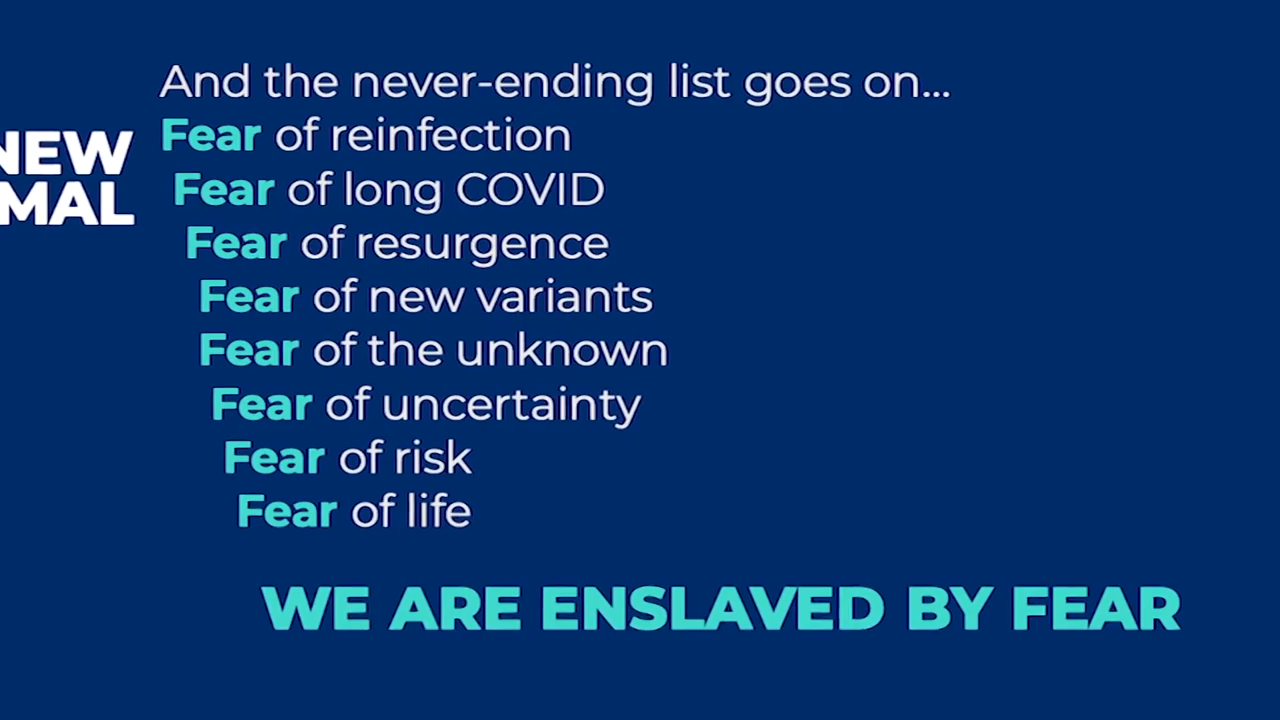 And the never-ending list goes on...
NEW
MAL
Fear of reinfection
Fear of long COVID
Fear of resurgence
Fear of new variants
Fear of the unknown
Fear of uncertainty
Fear of risk
Fear of life
WE ARE ENSLAVED BY FEAR